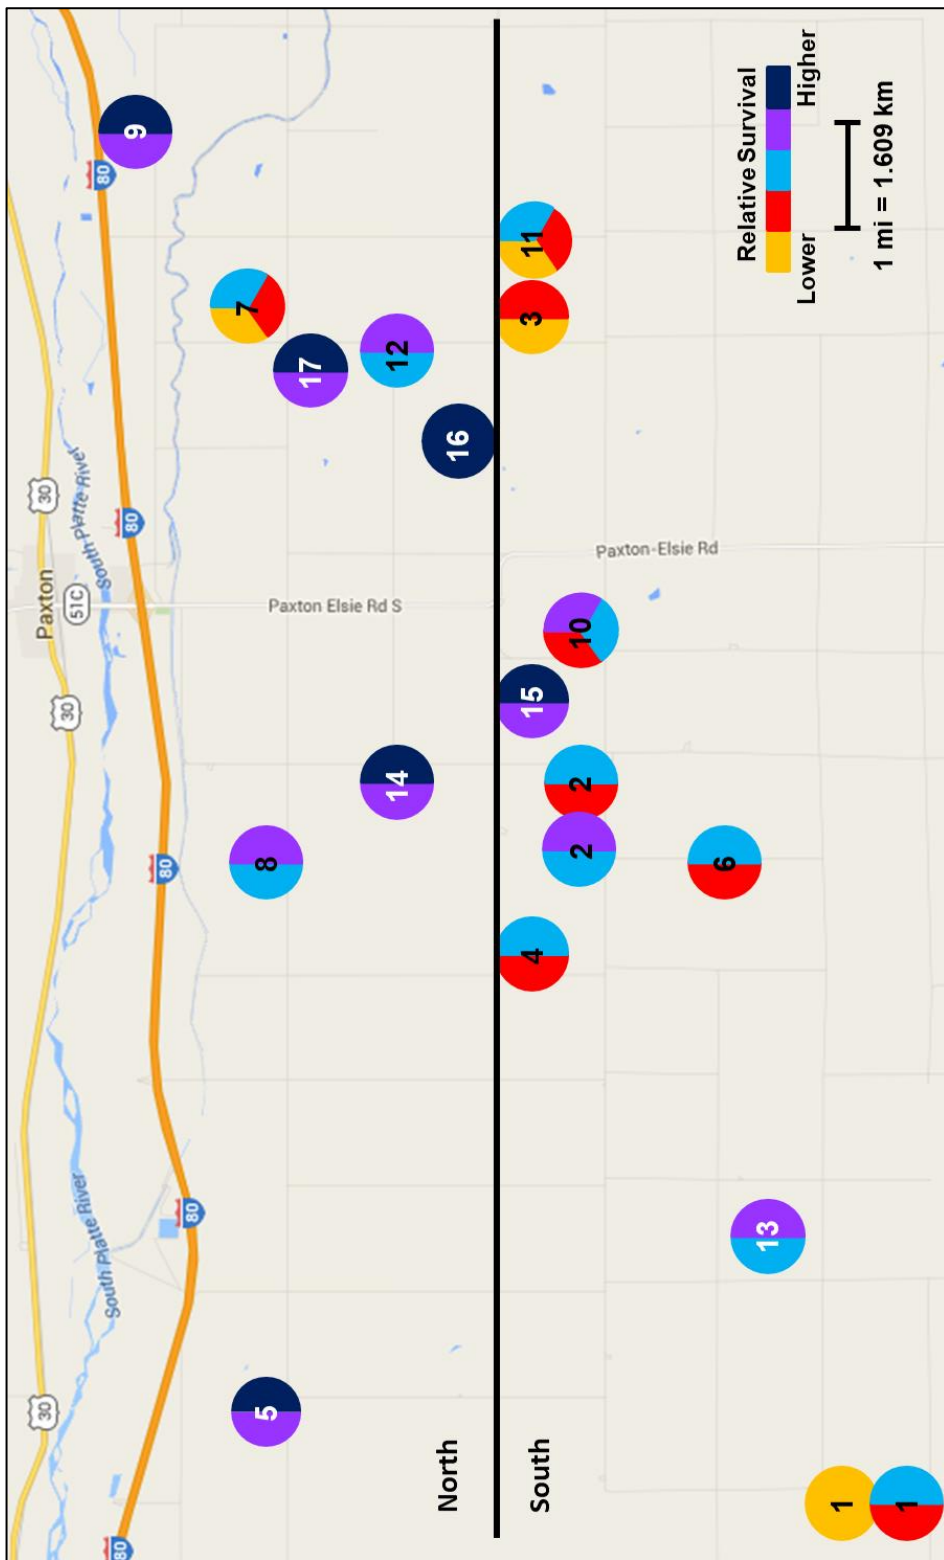 30
30
30
Paxton
51C
South Platte River
South Platte River
80
80
80
80
80
Paxton Elsie Rd S
Paxton-Elsie Rd
North
South
5
8
14
16
17
12
7
9
1
1
13
4
6
2
2
15
10
3
11
Relative Survival
Lower
Higher
1 mi = 1.609 km